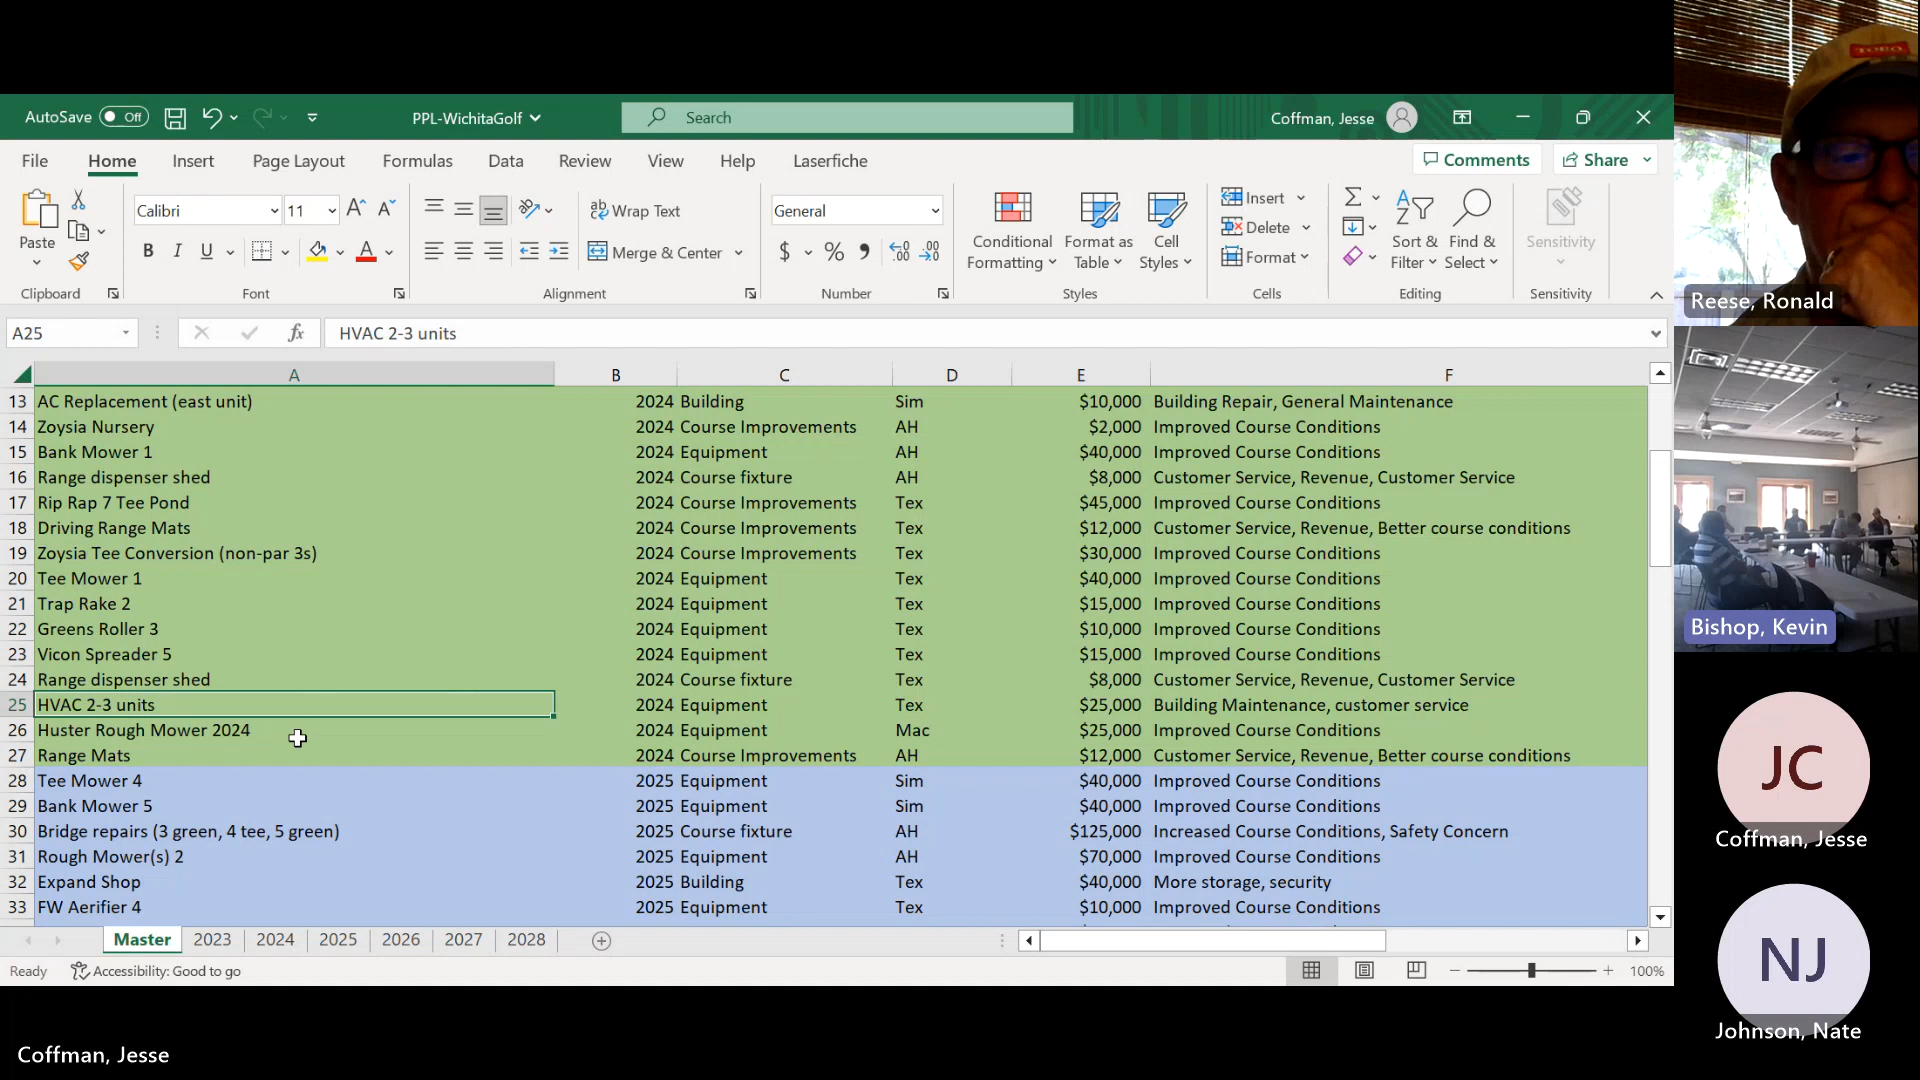 AutoSave Off PPL-WichitaGolf Search Coffman, Jesse
File Home Insert Page Layout Formulas Data Review View Help Laserfiche Comments Share
Calibri 11 Wrap Text General Insert
Paste B I U Merge & Center $ % Conditional Formatting Format as Table Cell Styles Delete Format Sort & Filter Find & Select Sensitivity
Clipboard Font Alignment Number Styles Cells Editing Sensitivity
A25 fx HVAC 2-3 units
A B C D E F
13 AC Replacement (east unit) 2024 Building Sim $10,000 Building Repair, General Maintenance
14 Zoysia Nursery 2024 Course Improvements AH $2,000 Improved Course Conditions
15 Bank Mower 1 2024 Equipment AH $40,000 Improved Course Conditions
16 Range dispenser shed 2024 Course fixture AH $8,000 Customer Service, Revenue, Customer Service
17 Rip Rap 7 Tee Pond 2024 Course Improvements Tex $45,000 Improved Course Conditions
18 Driving Range Mats 2024 Course Improvements Tex $12,000 Customer Service, Revenue, Better course conditions
19 Zoysia Tee Conversion (non-par 3s) 2024 Course Improvements Tex $30,000 Improved Course Conditions
20 Tee Mower 1 2024 Equipment Tex $40,000 Improved Course Conditions
21 Trap Rake 2 2024 Equipment Tex $15,000 Improved Course Conditions
22 Greens Roller 3 2024 Equipment Tex $10,000 Improved Course Conditions
23 Vicon Spreader 5 2024 Equipment Tex $15,000 Improved Course Conditions
24 Range dispenser shed 2024 Course fixture Tex $8,000 Customer Service, Revenue, Customer Service
25 HVAC 2-3 units 2024 Equipment Tex $25,000 Building Maintenance, customer service
26 Huster Rough Mower 2024 2024 Equipment Mac $25,000 Improved Course Conditions
27 Range Mats 2024 Course Improvements AH $12,000 Customer Service, Revenue, Better course conditions
28 Tee Mower 4 2025 Equipment Sim $40,000 Improved Course Conditions
29 Bank Mower 5 2025 Equipment Sim $40,000 Improved Course Conditions
30 Bridge repairs (3 green, 4 tee, 5 green) 2025 Course fixture AH $125,000 Increased Course Conditions, Safety Concern
31 Rough Mower(s) 2 2025 Equipment AH $70,000 Improved Course Conditions
32 Expand Shop 2025 Building Tex $40,000 More storage, security
33 FW Aerifier 4 2025 Equipment Tex $10,000 Improved Course Conditions
Master 2023 2024 2025 2026 2027 2028
Ready Accessibility: Good to go 100%
Coffman, Jesse
TORO
Reese, Ronald
Bishop, Kevin
JC
Coffman, Jesse
NJ
Johnson, Nate